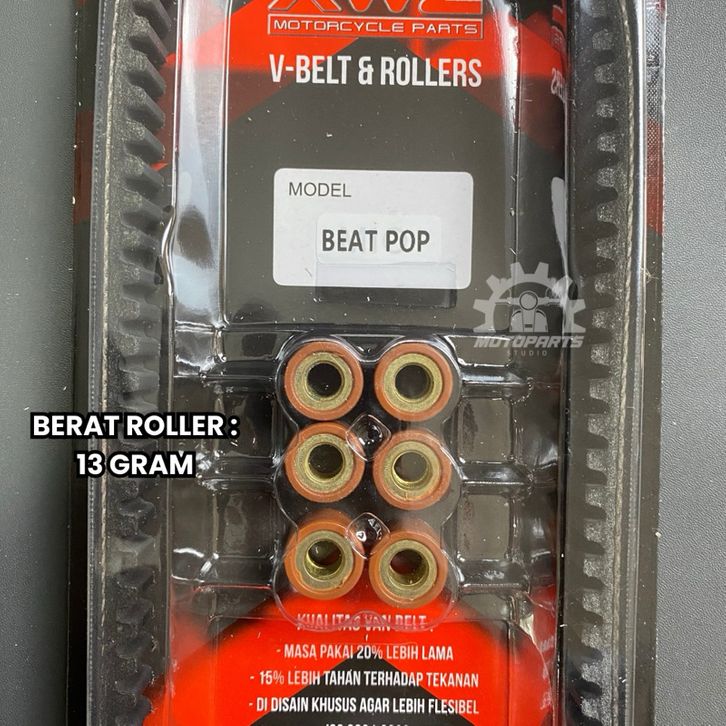 MOTORCYCLE PARTS
V-BELT & ROLLERS
MODEL
BEAT POP
MOTOPARTS
STUDIO
BERAT ROLLER :
13 GRAM
KUALITAS VAN BELT :
- MASA PAKAI 20% LEBIH LAMA
- 15% LEBIH TAHAN TERHADAP TEKANAN
- DI DISAIN KHUSUS AGAR LEBIH FLESIBEL